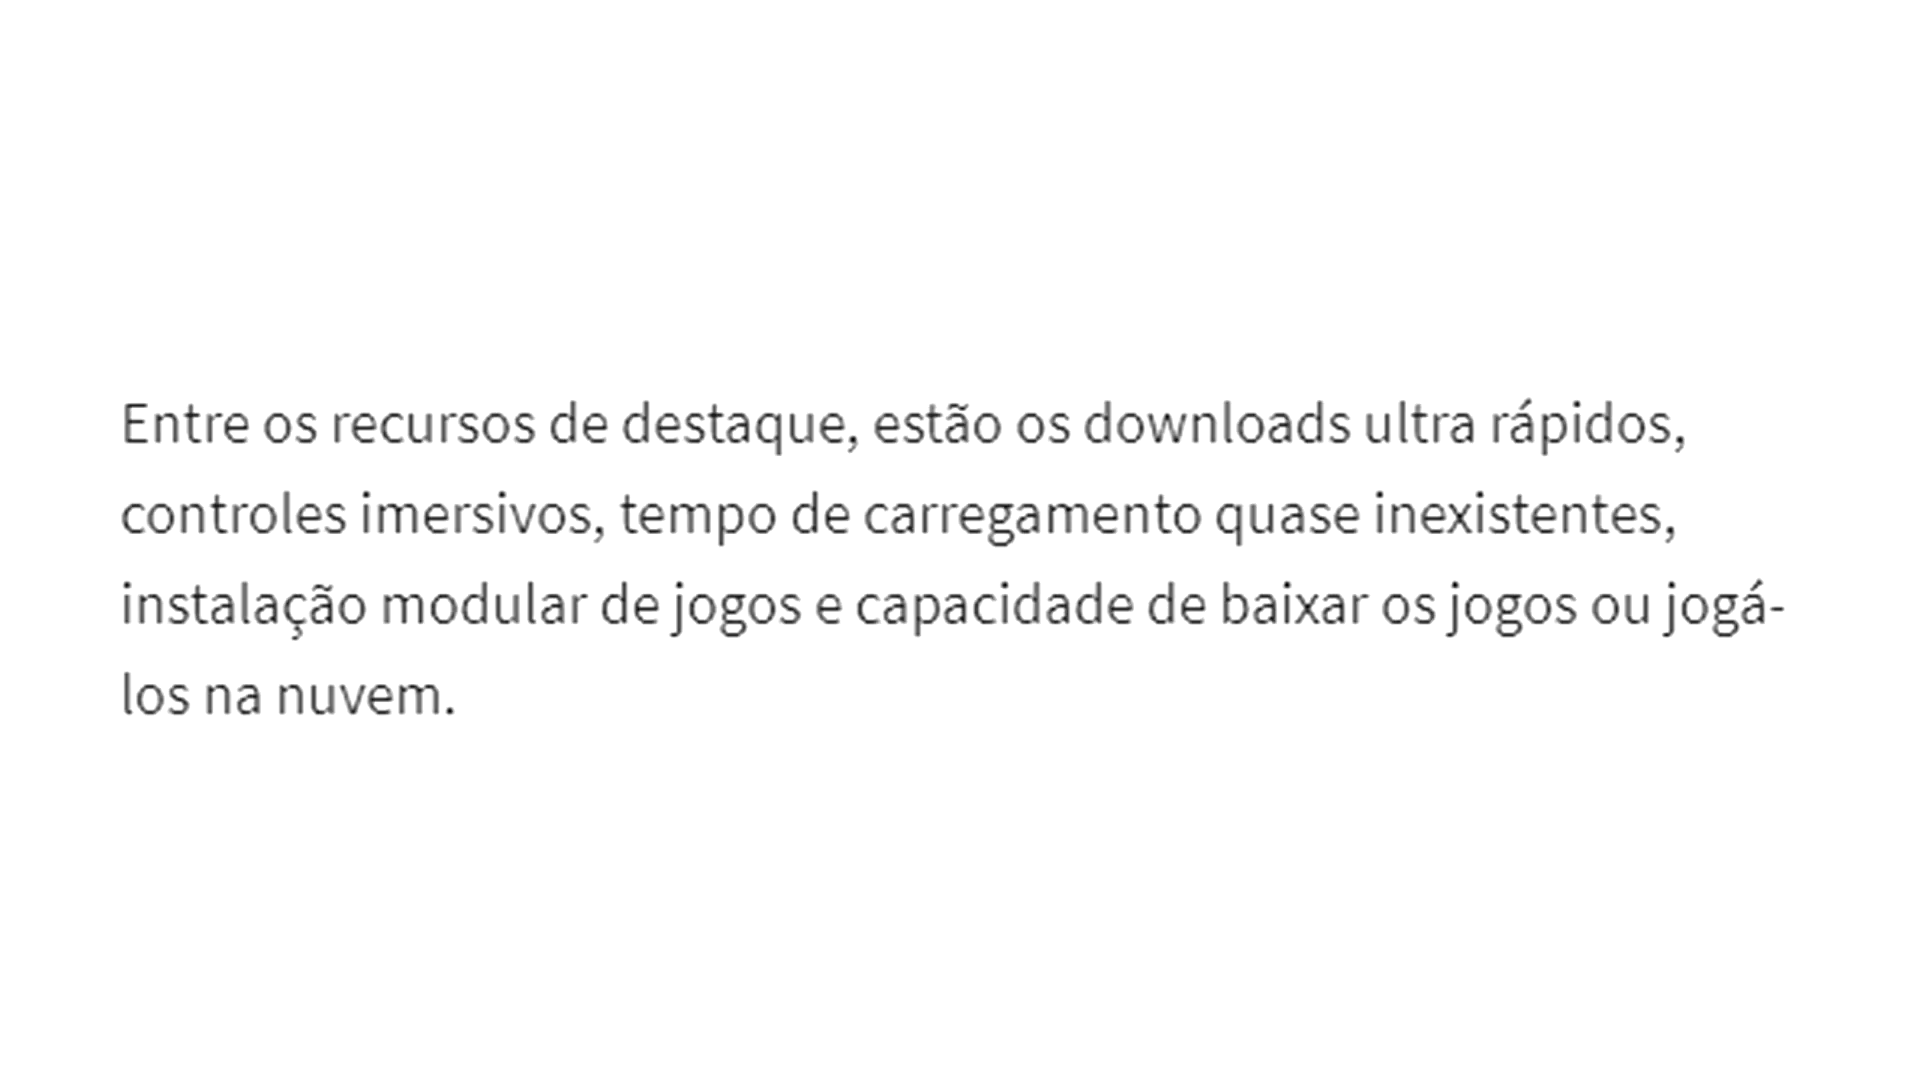 Entre os recursos de destaque, estão os downloads ultra rápidos,
controles imersivos, tempo de carregamento quase inexistentes,
instalação modular de jogos e capacidade de baixar os jogos ou jogá-
los na nuvem.